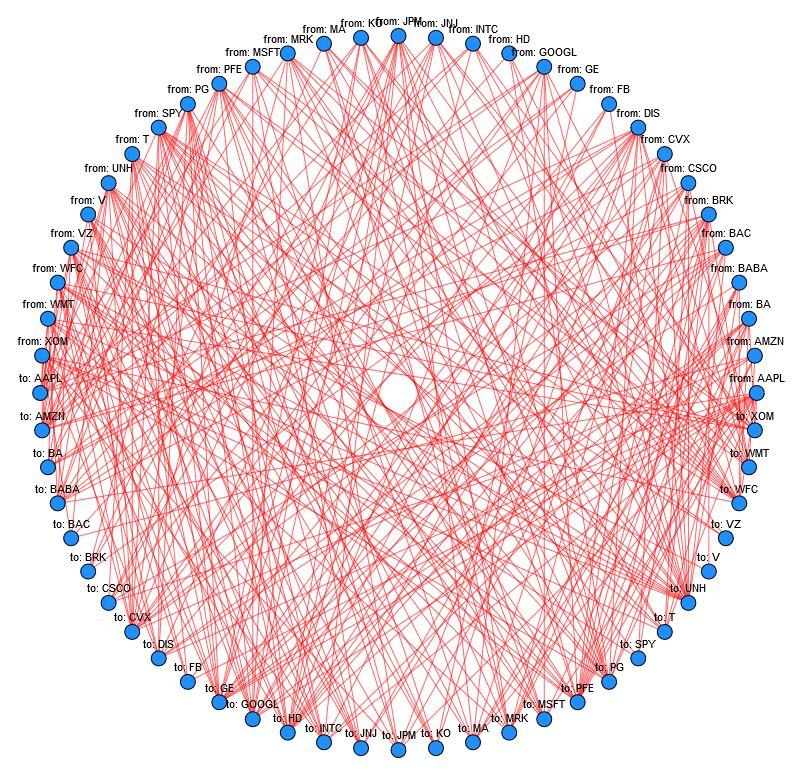 from: JPM
from: KO
from: JNJ
from: MA
from: INTC
from: MRK
from: HD
from: MSFT
from: GOOGL
from: PFE
from: GE
from: PG
from: FB
from: SPY
from: DIS
from: T
from: CVX
from: UNH
from: CSCO
from: V
from: BRK
from: VZ
from: BAC
from: WFC
from: BABA
from: WMT
from: BA
from: XOM
from: AMZN
to: AAPL
from: AAPL
to: AMZN
to: XOM
to: BA
to: WMT
to: BABA
to: WFC
to: BAC
to: VZ
to: BRK
to: V
to: CSCO
to: UNH
to: CVX
to: T
to: DIS
to: SPY
to: FB
to: PG
to: GE
to: PFE
to: GOOGL
to: MSFT
to: HD
to: MRK
to: INTC
to: MA
to: JNJ
to: KO
to: JPM